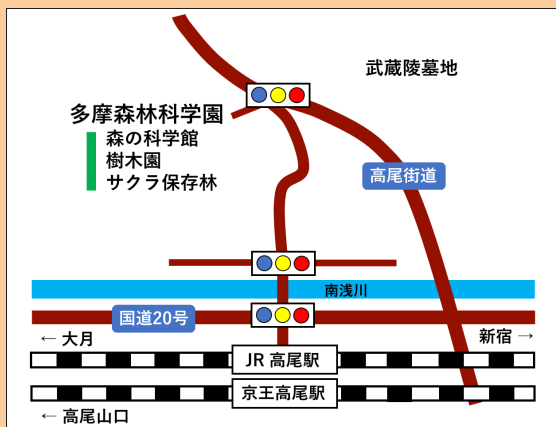 武蔵陵墓地
多摩森林科学園
森の科学館
樹木園
サクラ保存林
高尾街道
南浅川
国道20号
← 大月
新宿 →
JR 高尾駅
京王高尾駅
← 高尾山口